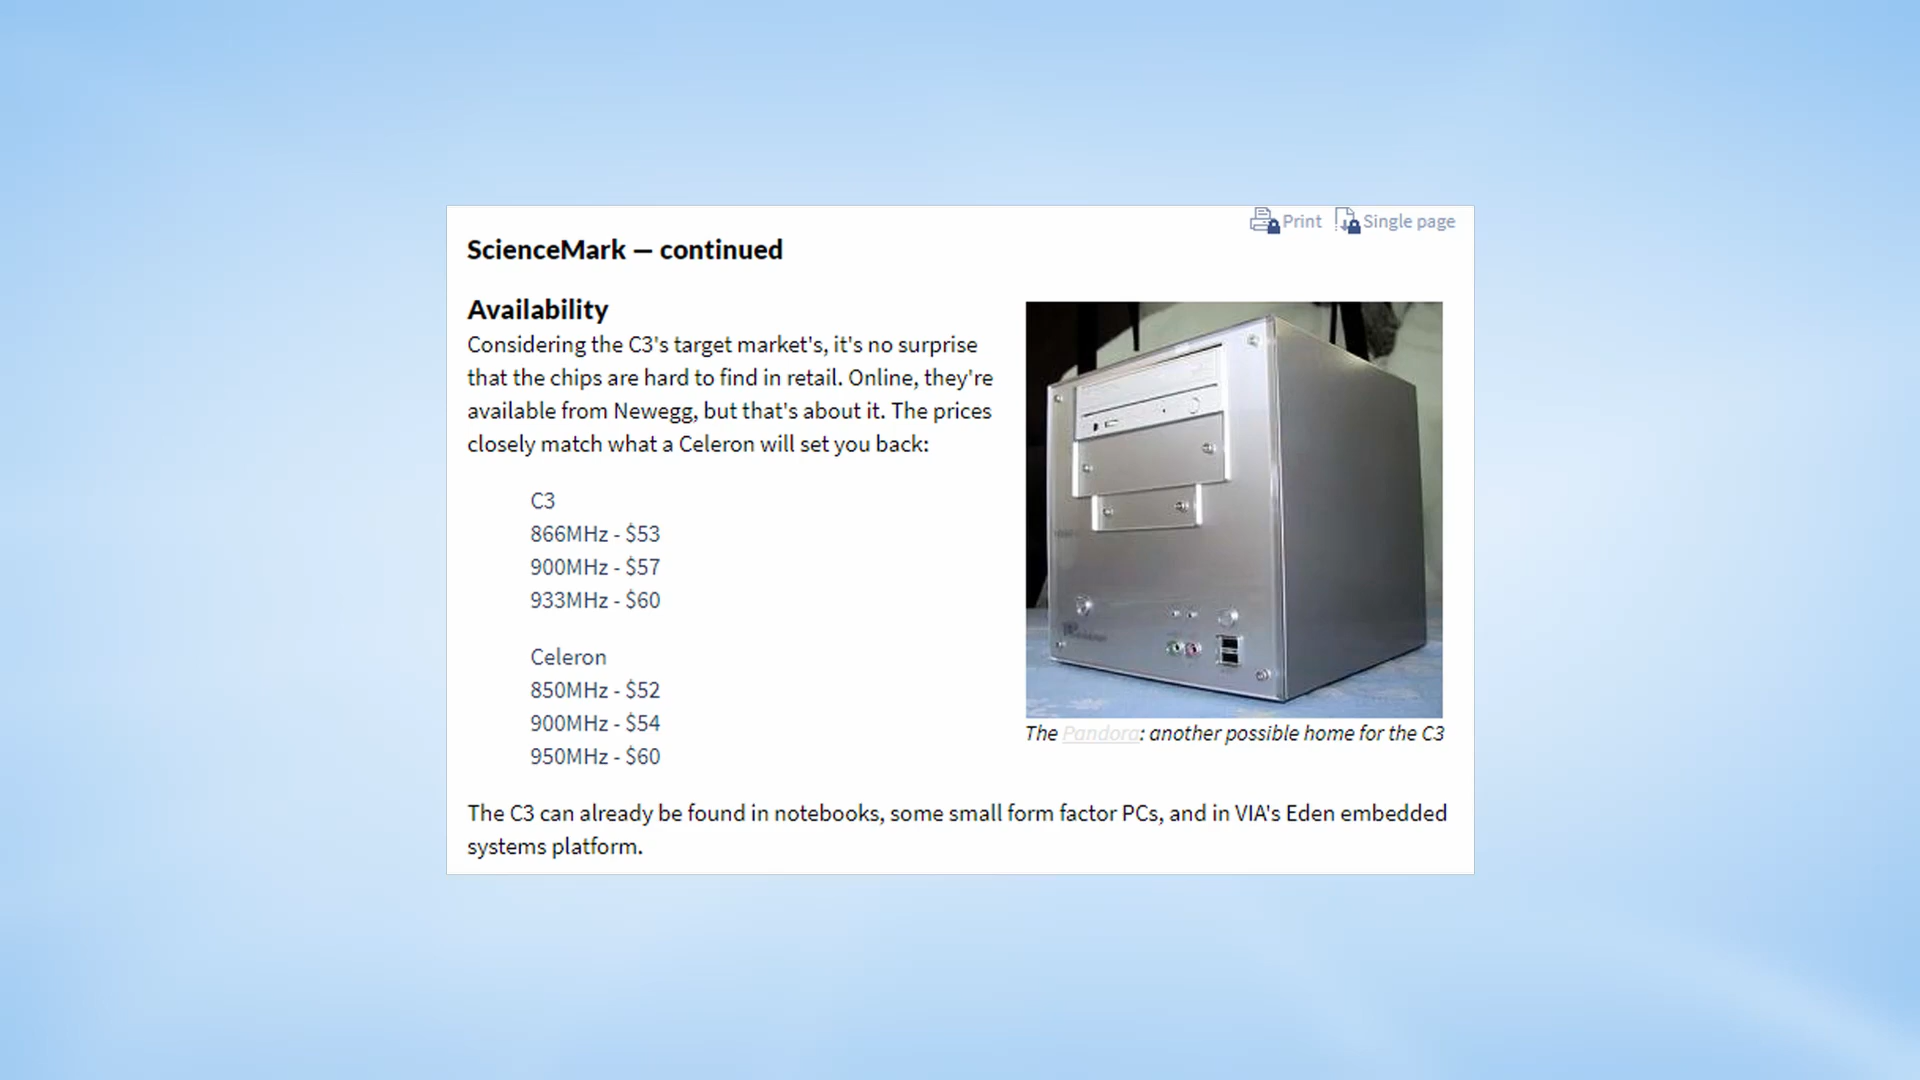 Print
Single page
ScienceMark — continued
Availability
Considering the C3's target market's, it's no surprise
that the chips are hard to find in retail. Online, they're
available from Newegg, but that's about it. The prices
closely match what a Celeron will set you back:
C3
866MHz - $53
900MHz - $57
933MHz - $60
Celeron
850MHz - $52
900MHz - $54
950MHz - $60
The Pandora: another possible home for the C3
The C3 can already be found in notebooks, some small form factor PCs, and in VIA's Eden embedded
systems platform.